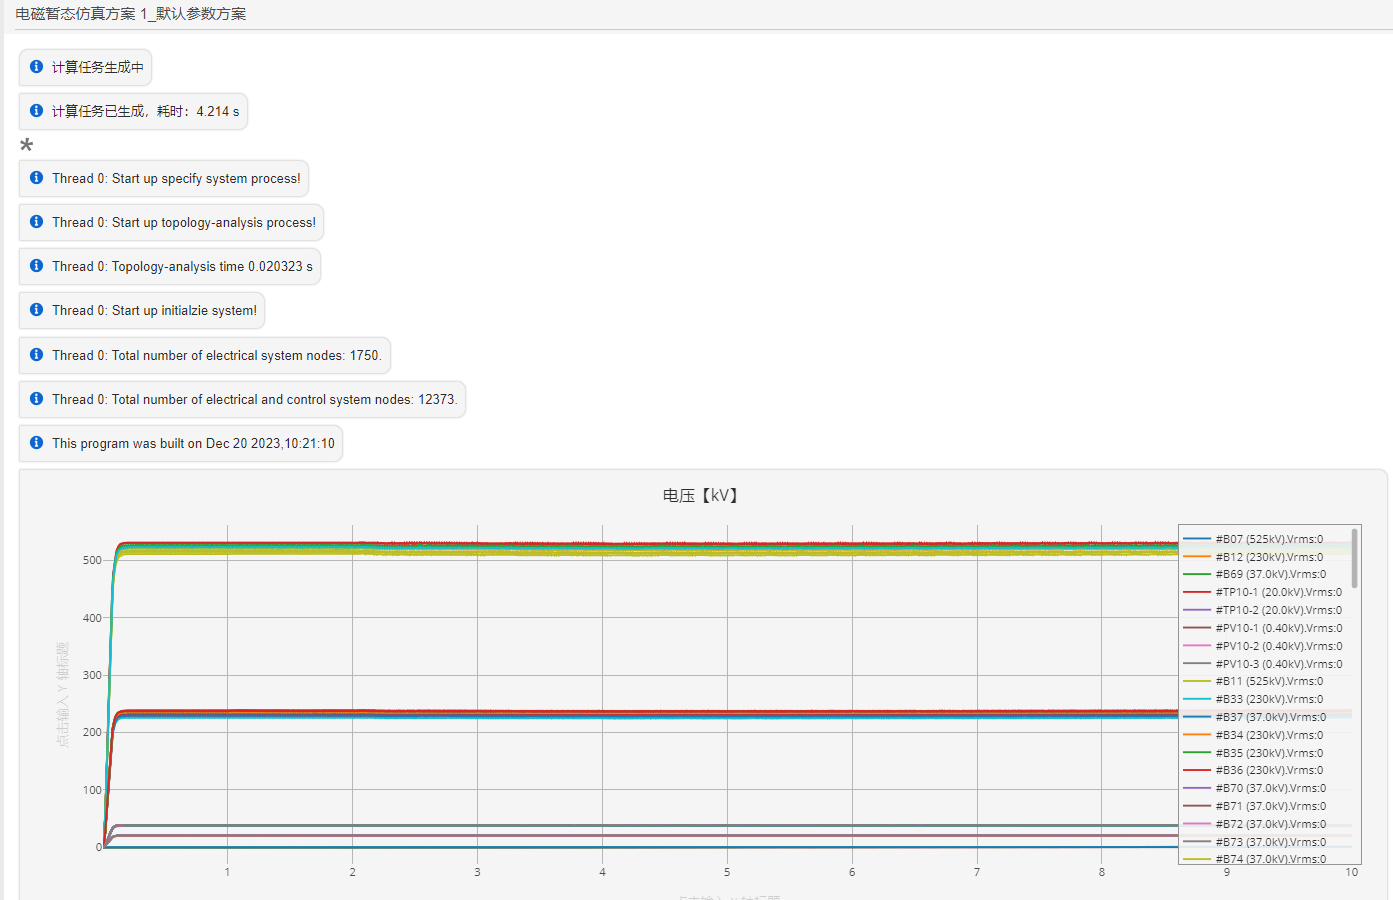 电磁暂态仿真方案 1_默认参数方案
计算任务生成中
计算任务已生成，耗时：4.214 s
*
Thread 0: Start up specify system process!
Thread 0: Start up topology-analysis process!
Thread 0: Topology-analysis time 0.020323 s
Thread 0: Start up initialzie system!
Thread 0: Total number of electrical system nodes: 1750.
Thread 0: Total number of electrical and control system nodes: 12373.
This program was built on Dec 20 2023,10:21:10
电压【kV】
点击输入 Y 轴标题
500
400
300
200
100
0
1 2 3 4 5 6 7 8 9 10
#B07 (525kV).Vrms:0
#B12 (230kV).Vrms:0
#B69 (37.0kV).Vrms:0
#TP10-1 (20.0kV).Vrms:0
#TP10-2 (20.0kV).Vrms:0
#PV10-1 (0.40kV).Vrms:0
#PV10-2 (0.40kV).Vrms:0
#PV10-3 (0.40kV).Vrms:0
#B11 (525kV).Vrms:0
#B33 (230kV).Vrms:0
#B37 (37.0kV).Vrms:0
#B34 (230kV).Vrms:0
#B35 (230kV).Vrms:0
#B36 (230kV).Vrms:0
#B70 (37.0kV).Vrms:0
#B71 (37.0kV).Vrms:0
#B72 (37.0kV).Vrms:0
#B73 (37.0kV).Vrms:0
#B74 (37.0kV).Vrms:0